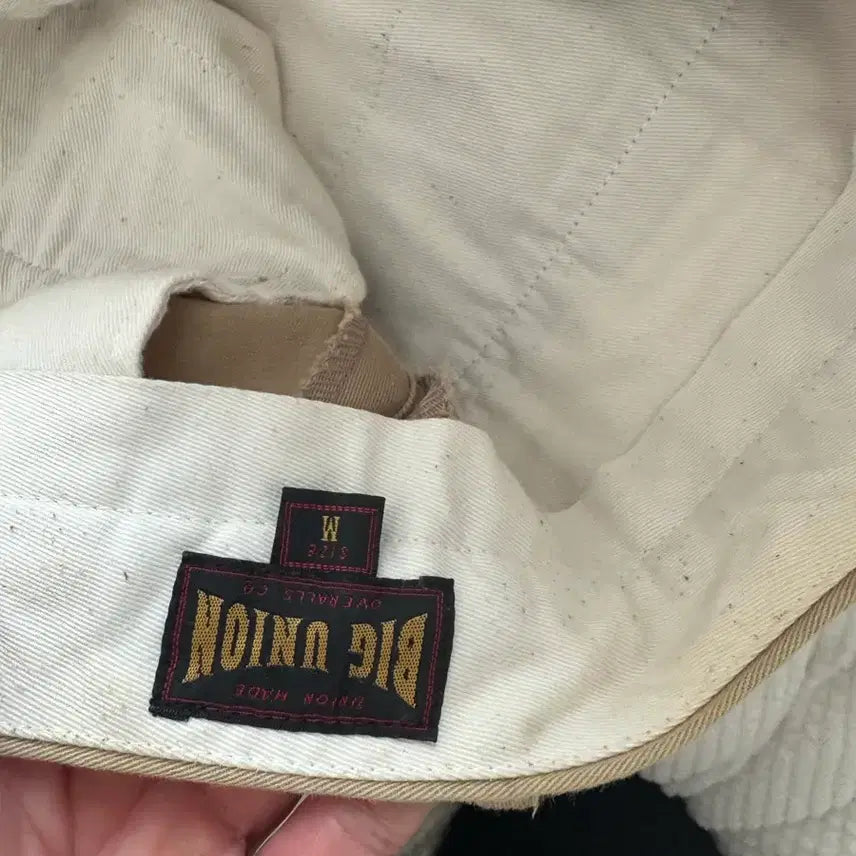 UNION MADE
BIG UNION
OVERALLS CO.
SIZE
M